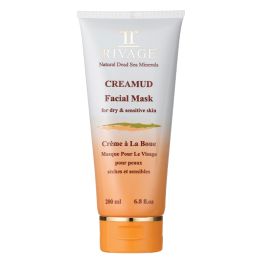 RIVAGE
Natural Dead Sea Minerals
CREAMUD
Facial Mask
for dry & sensitive skin
Crème à La Boue
Masque Pour Le Visage
pour peaux
sèches et sensibles
200 ml 6.8 fl. oz